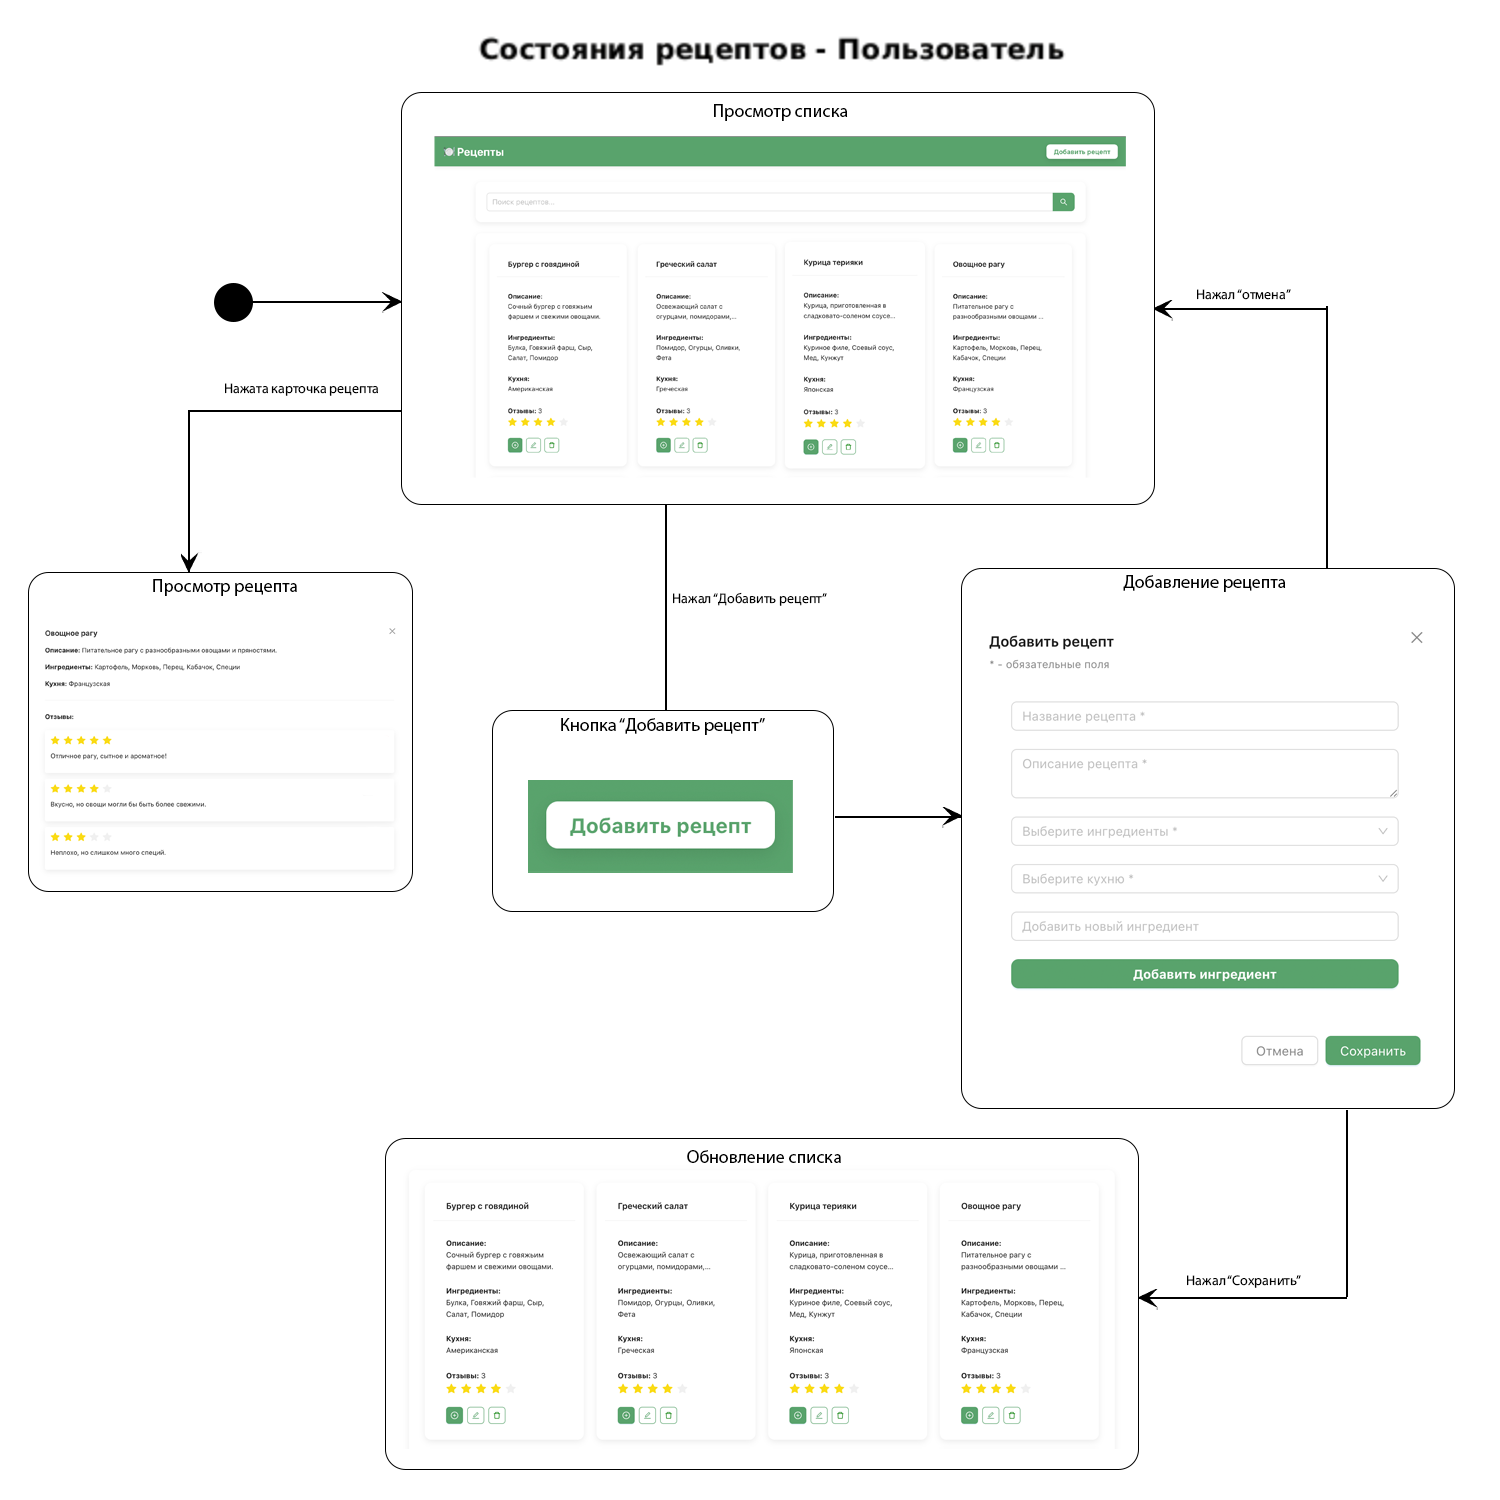 Состояния рецептов - Пользователь
Просмотр списка
Рецепты
Добавить рецепт
Поиск рецептов...
Бургер с говядиной
Описание:
Сочный бургер с говяжьим
фаршем и свежими овощами.
Ингредиенты:
Булка, Говяжий фарш, Сыр,
Салат, Помидор
Кухня:
Американская
Отзывы: 3
Греческий салат
Описание:
Освежающий салат с
огурцами, помидорами,...
Ингредиенты:
Помидор, Огурцы, Оливки,
Фета
Кухня:
Греческая
Отзывы: 3
Курица терияки
Описание:
Курица, приготовленная в
сладковато-соленом соусе...
Ингредиенты:
Куриное филе, Соевый соус,
Мед, Кунжут
Кухня:
Японская
Отзывы: 3
Овощное рагу
Описание:
Питательное рагу с
разнообразными овощами ...
Ингредиенты:
Картофель, Морковь, Перец,
Кабачок, Специи
Кухня:
Французская
Отзывы: 3
Нажал “отмена”
Нажата карточка рецепта
Просмотр рецепта
Овощное рагу
Описание: Питательное рагу с разнообразными овощами и пряностями.
Ингредиенты: Картофель, Морковь, Перец, Кабачок, Специи
Кухня: Французская
Отзывы:
Отличное рагу, сытное и ароматное!
Вкусно, но овощи могли бы быть более свежими.
Неплохо, но слишком много специй.
Нажал “Добавить рецепт”
Кнопка “Добавить рецепт”
Добавить рецепт
Добавление рецепта
Добавить рецепт
* - обязательные поля
Название рецепта *
Описание рецепта *
Выберите ингредиенты *
Выберите кухню *
Добавить новый ингредиент
Добавить ингредиент
Отмена
Сохранить
Нажал “Сохранить”
Обновление списка
Бургер с говядиной
Описание:
Сочный бургер с говяжьим
фаршем и свежими овощами.
Ингредиенты:
Булка, Говяжий фарш, Сыр,
Салат, Помидор
Кухня:
Американская
Отзывы: 3
Греческий салат
Описание:
Освежающий салат с
огурцами, помидорами,...
Ингредиенты:
Помидор, Огурцы, Оливки,
Фета
Кухня:
Греческая
Отзывы: 3
Курица терияки
Описание:
Курица, приготовленная в
сладковато-соленом соусе...
Ингредиенты:
Куриное филе, Соевый соус,
Мед, Кунжут
Кухня:
Японская
Отзывы: 3
Овощное рагу
Описание:
Питательное рагу с
разнообразными овощами ...
Ингредиенты:
Картофель, Морковь, Перец,
Кабачок, Специи
Кухня:
Французская
Отзывы: 3